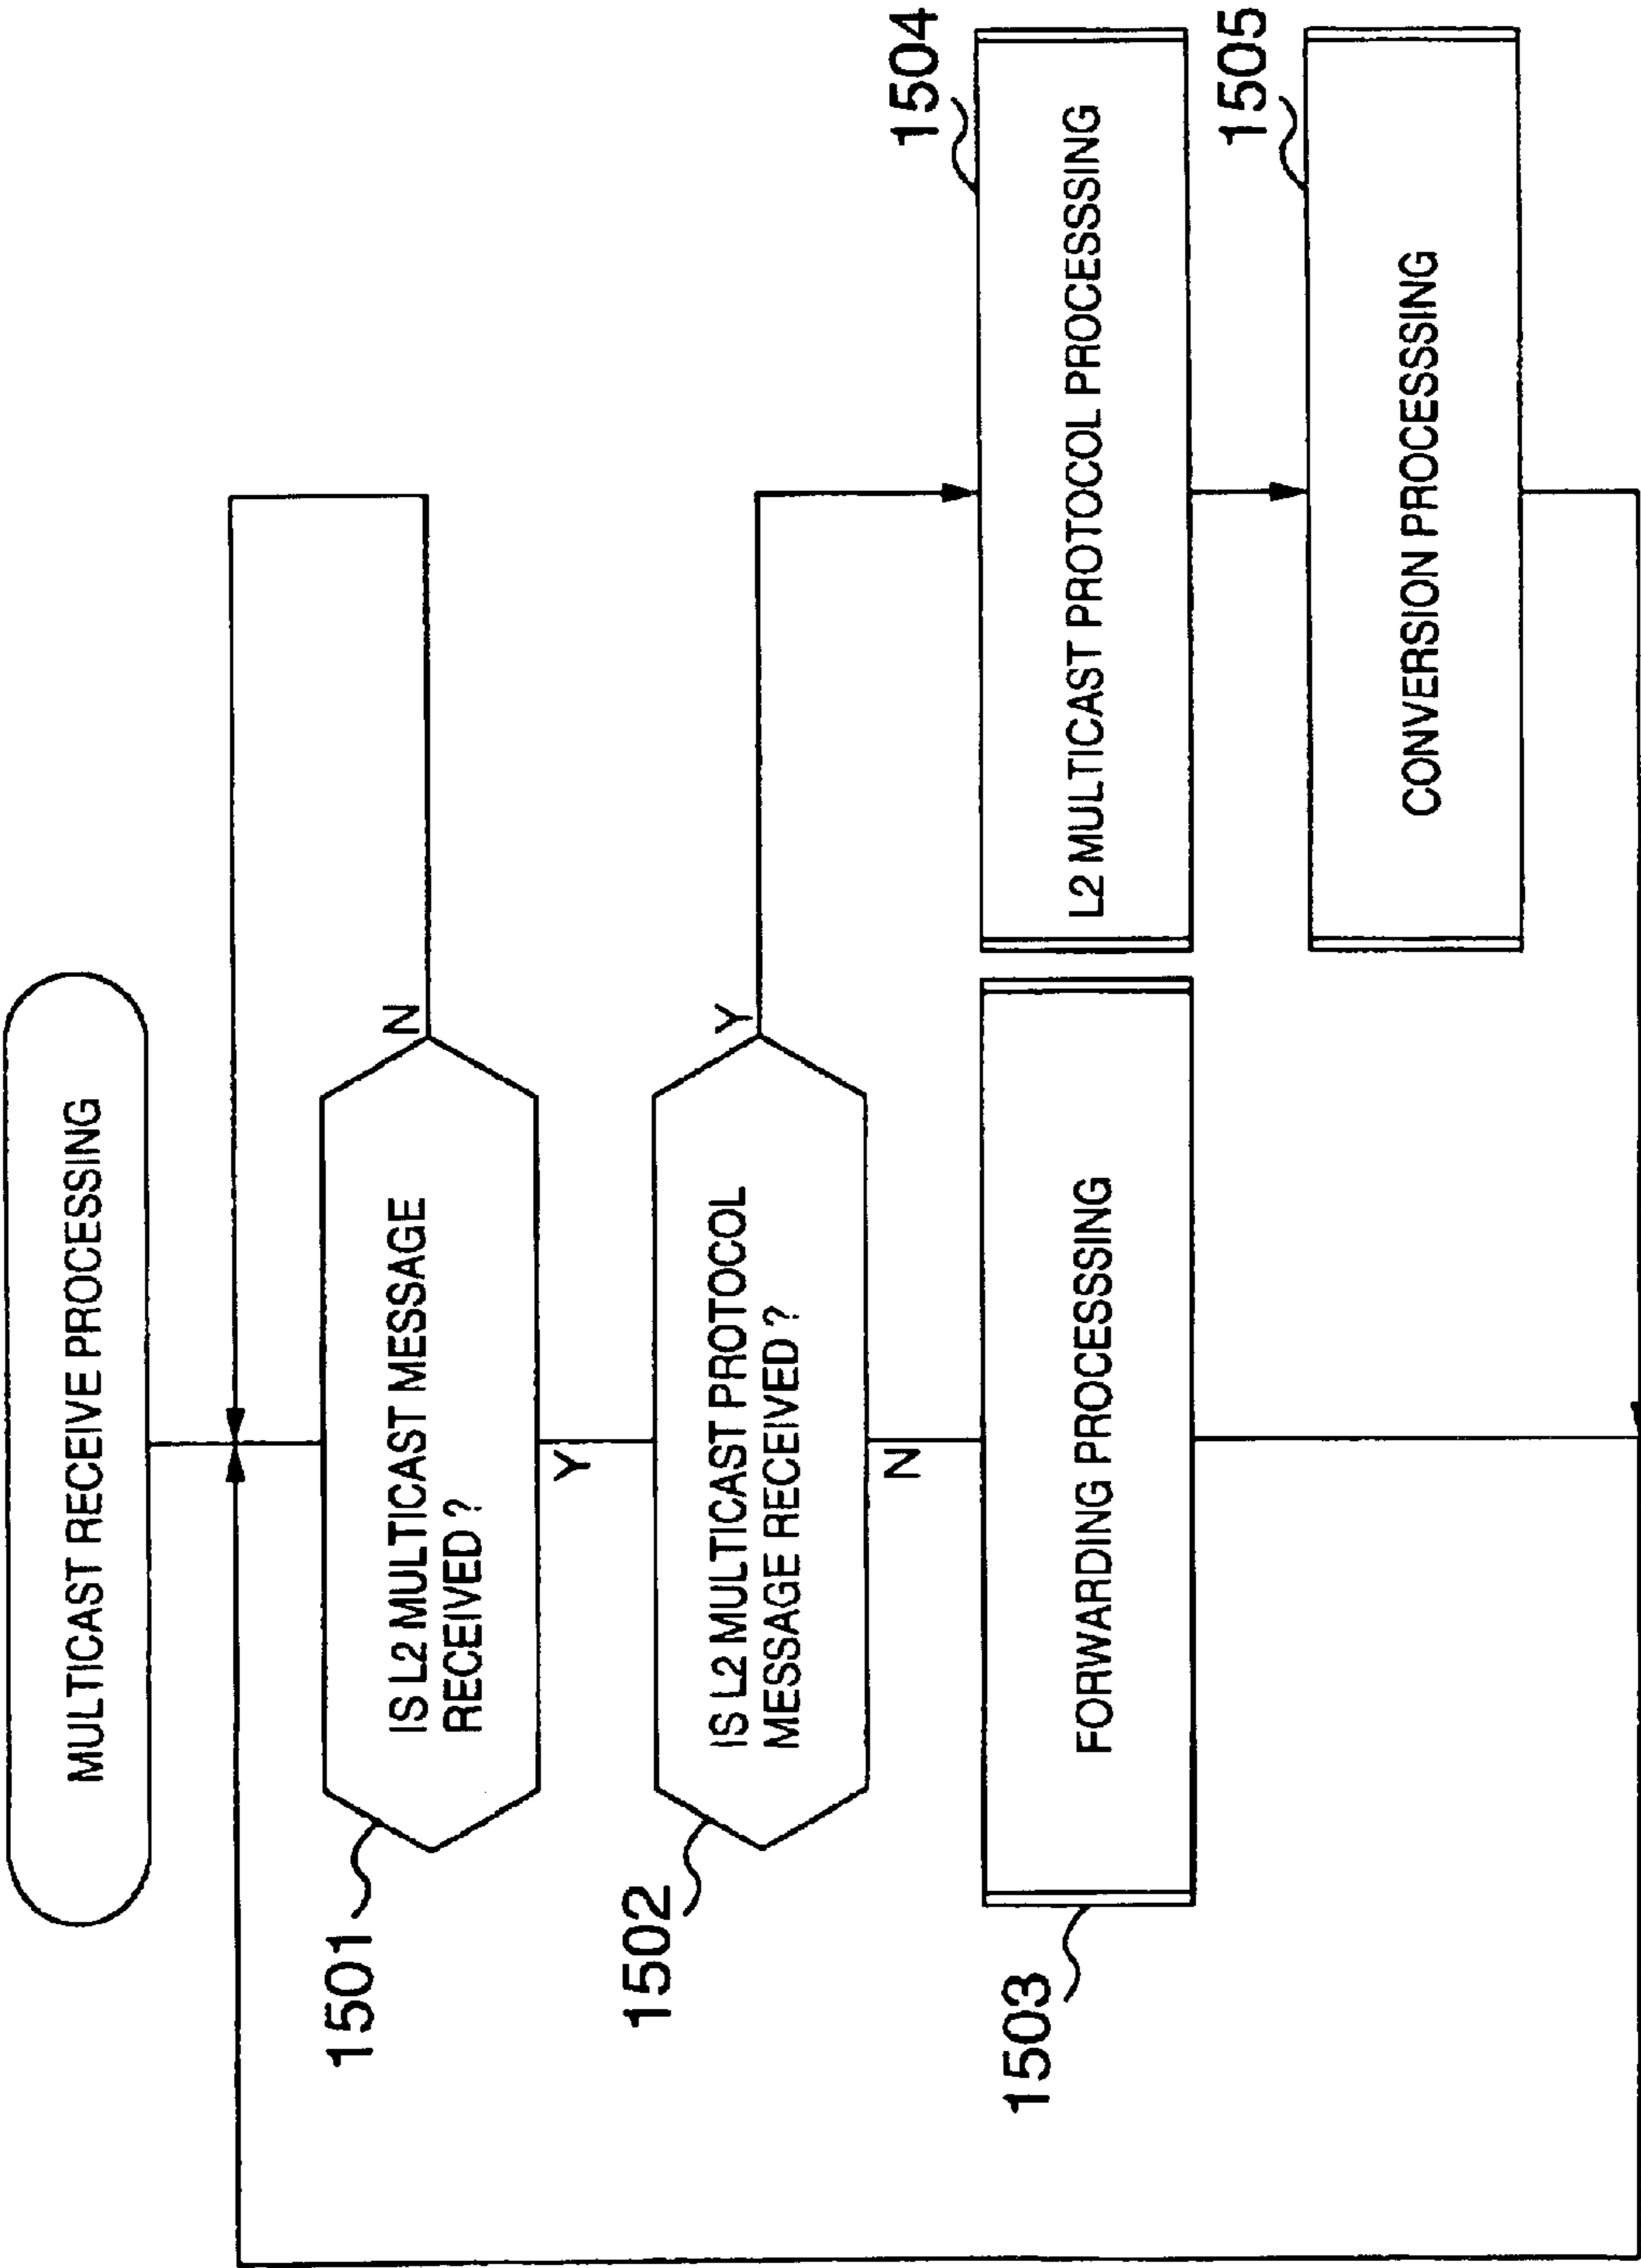 MULTICAST RECEIVE PROCESSING
1501
IS L2 MULTICAST MESSAGE
RECEIVED ?
N
Y
1502
IS L2 MULTICAST PROTOCOL
MESSAGE RECEIVED ?
Y
N
1503
FORWARDING PROCESSSING
1504
L2 MULTICAST PROTOCOL PROCESSSING
1505
CONVERSION PROCESSSING